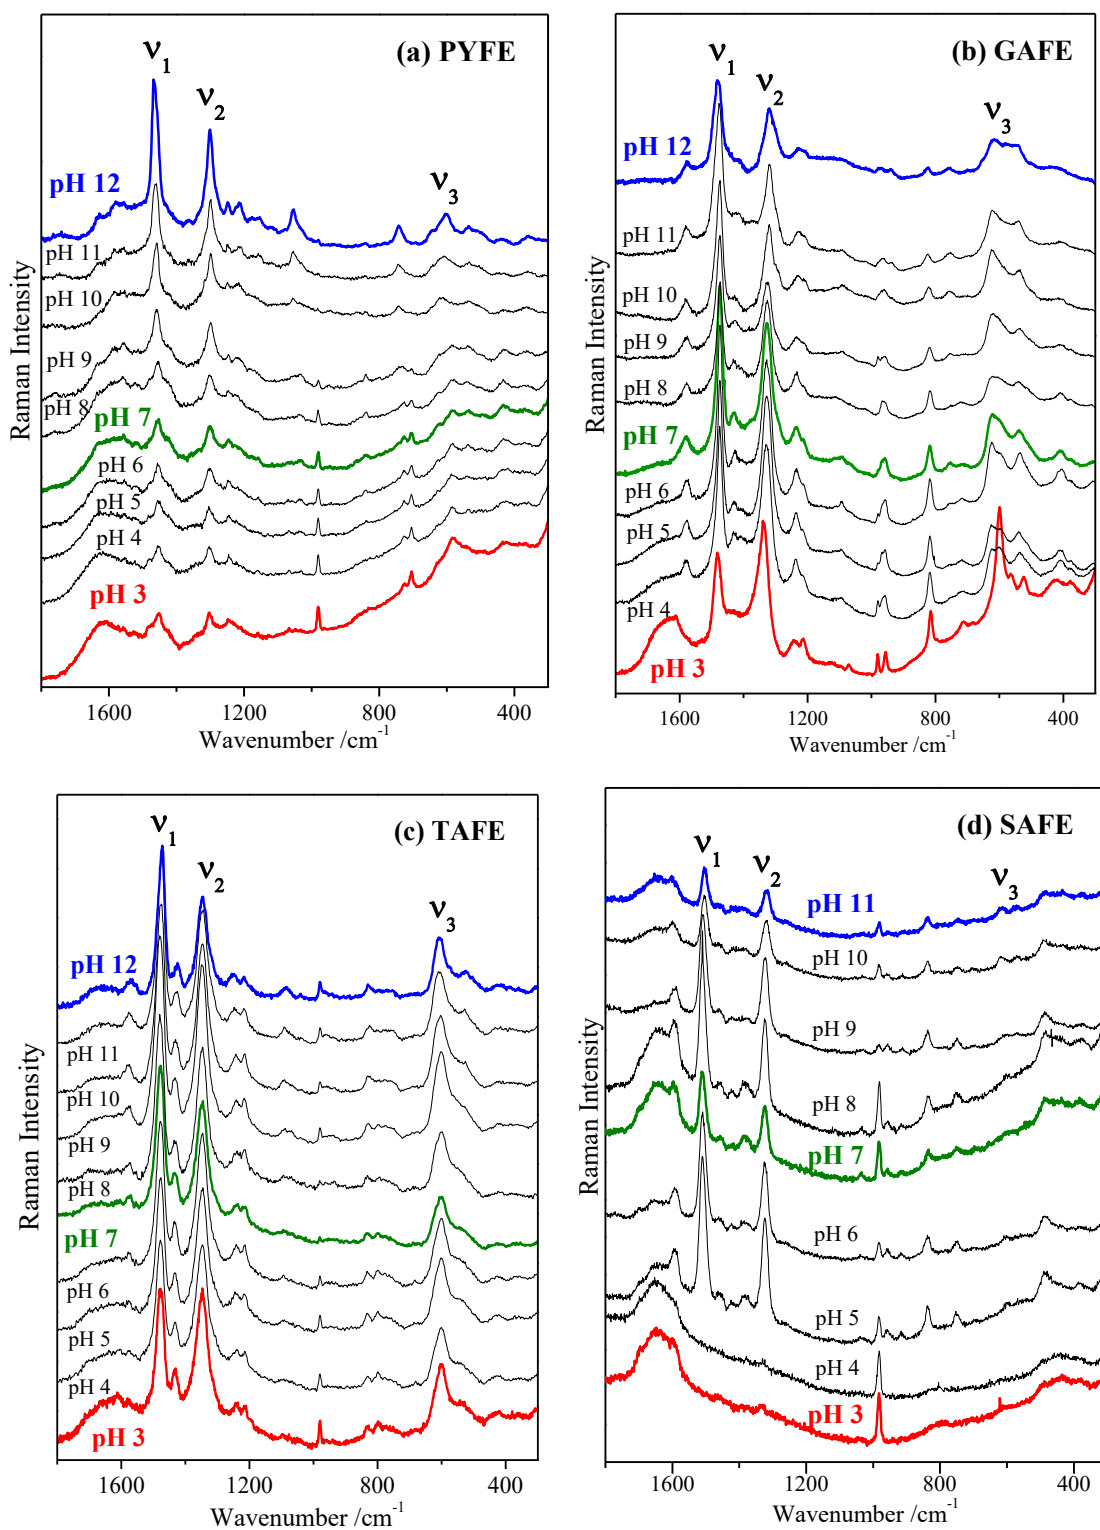 (a) PYFE
ν1
ν2
ν3
pH 12
pH 11
pH 10
pH 9
pH 8
pH 7
pH 6
pH 5
pH 4
pH 3
Raman Intensity
1600 1200 800 400
Wavenumber /cm-1
(b) GAFE
ν1
ν2
ν3
pH 12
pH 11
pH 10
pH 9
pH 8
pH 7
pH 6
pH 5
pH 4
pH 3
Raman Intensity
1600 1200 800 400
Wavenumber /cm-1
(c) TAFE
ν1
ν2
ν3
pH 12
pH 11
pH 10
pH 9
pH 8
pH 7
pH 6
pH 5
pH 4
pH 3
Raman Intensity
1600 1200 800 400
Wavenumber /cm-1
(d) SAFE
ν1
ν2
ν3
pH 11
pH 10
pH 9
pH 8
pH 7
pH 6
pH 5
pH 4
pH 3
Raman Intensity
1600 1200 800 400
Wavenumber /cm-1